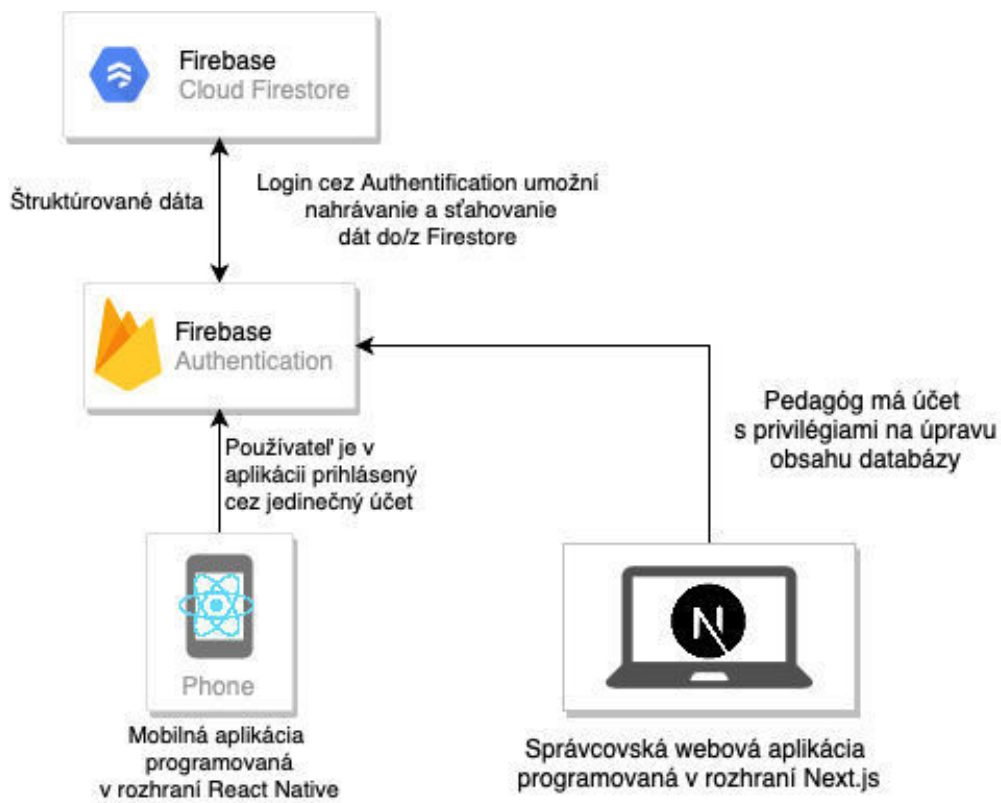 Firebase
Cloud Firestore
Štruktúrované dáta
Login cez Authentification umožní
nahrávanie a sťahovanie
dát do/z Firestore
Firebase
Authentication
Používateľ je v
aplikácii prihlásený
cez jedinečný účet
Pedagóg má účet
s privilégiami na úpravu
obsahu databázy
Phone
N
Mobilná aplikácia
programovaná
v rozhraní React Native
Správcovská webová aplikácia
programovaná v rozhraní Next.js